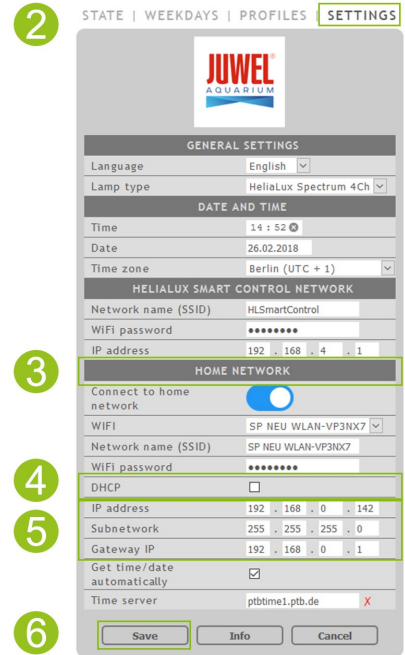 STATE | WEEKDAYS | PROFILES | SETTINGS
2
JUWEL
AQUARIUM
GENERAL SETTINGS
Language English
Lamp type HeliaLux Spectrum 4Ch
DATE AND TIME
Time 14 : 52
Date 26.02.2018
Time zone Berlin (UTC + 1)
HELIALUX SMART CONTROL NETWORK
Network name (SSID) HLSmartControl
WiFi password ••••••••
IP address 192 . 168 . 4 . 1
3
HOME NETWORK
Connect to home
network
WIFI SP NEU WLAN-VP3NX7
Network name (SSID) SP NEU WLAN-VP3NX7
WiFi password ••••••••
4
DHCP
5
IP address 192 . 168 . 0 . 142
Subnetwork 255 . 255 . 255 . 0
Gateway IP 192 . 168 . 0 . 1
Get time/date
automatically
Time server ptbtime1.ptb.de X
6
Save Info Cancel